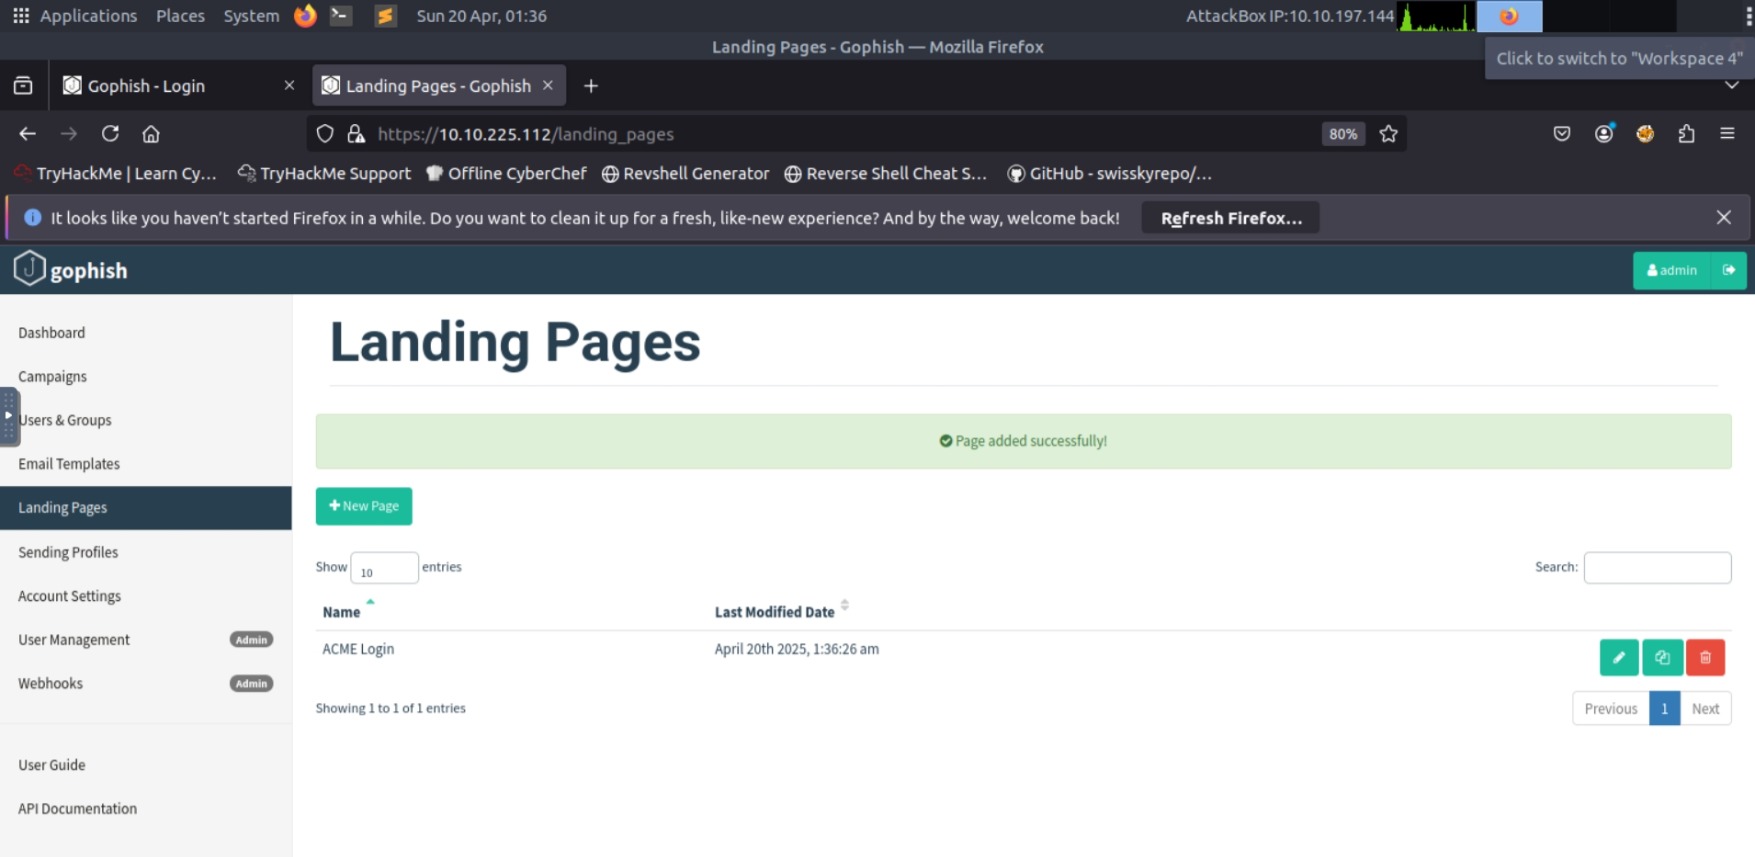 Applications Places System Sun 20 Apr, 01:36 AttackBox IP:10.10.197.144
Landing Pages - Gophish — Mozilla Firefox
Click to switch to "Workspace 4"
Gophish - Login Landing Pages - Gophish
https://10.10.225.112/landing_pages 80%
TryHackMe | Learn Cy... TryHackMe Support Offline CyberChef Revshell Generator Reverse Shell Cheat S... GitHub - swisskyrepo/...
It looks like you haven't started Firefox in a while. Do you want to clean it up for a fresh, like-new experience? And by the way, welcome back! Refresh Firefox...
gophish admin
Dashboard
Campaigns
Users & Groups
Email Templates
Landing Pages
Sending Profiles
Account Settings
User Management Admin
Webhooks Admin
User Guide
API Documentation
Landing Pages
Page added successfully!
New Page
Show 10 entries Search:
Name Last Modified Date
ACME Login April 20th 2025, 1:36:26 am
Showing 1 to 1 of 1 entries Previous 1 Next